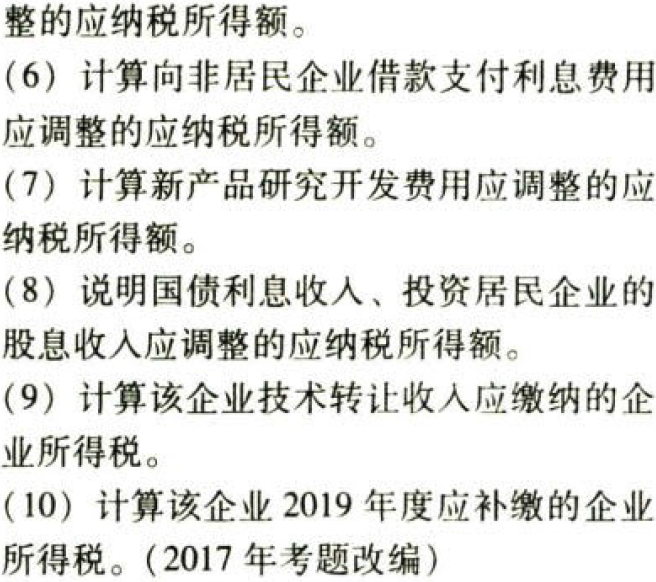 整的应纳税所得额。
(6) 计算向非居民企业借款支付利息费用
应调整的应纳税所得额。
(7) 计算新产品研究开发费用应调整的应
纳税所得额。
(8) 说明国债利息收入、投资居民企业的
股息收入应调整的应纳税所得额。
(9) 计算该企业技术转让收入应缴纳的企
业所得税。
(10) 计算该企业 2019 年度应补缴的企业
所得税。(2017 年考题改编)